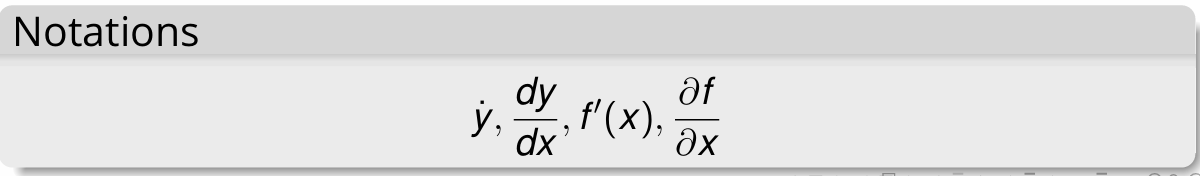 Notations
ẏ, dy/dx, f′(x), ∂f/∂x